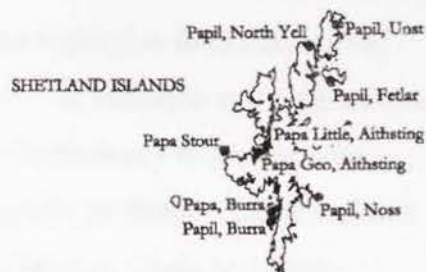 Papil, North Yell
Papil, Unst
SHETLAND ISLANDS
Papil, Fetlar
Papa Stour
Papa Little, Aithsting
Papa Geo, Aithsting
Papa, Burra
Papil, Noss
Papil, Burra